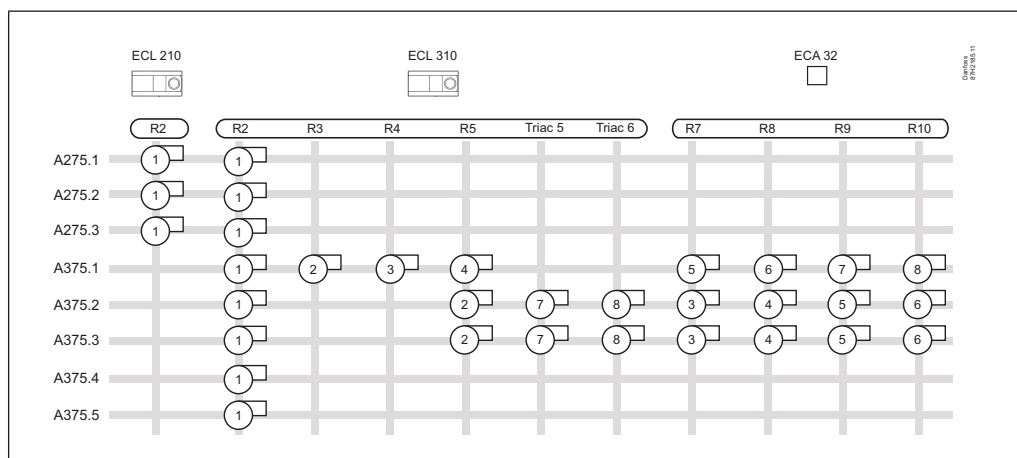 ECL 210 ECL 310 ECA 32
Danfoss
87H2185.11
R2 R2 R3 R4 R5 Triac 5 Triac 6 R7 R8 R9 R10
A275.1 1 1
A275.2 1 1
A275.3 1 1
A375.1 1 2 3 4 5 6 7 8
A375.2 1 2 7 8 3 4 5 6
A375.3 1 2 7 8 3 4 5 6
A375.4 1
A375.5 1